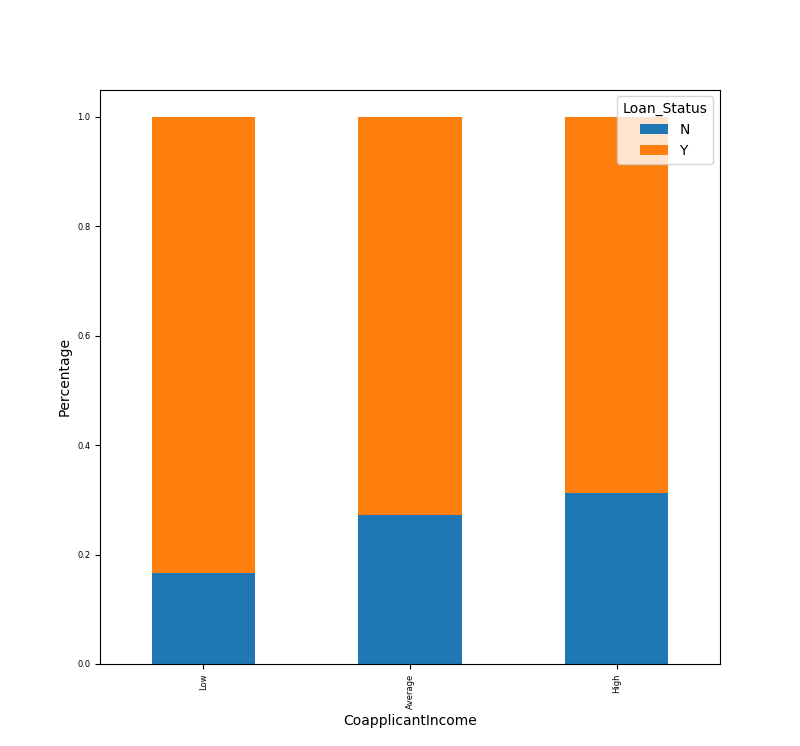 Loan_Status
N
Y
1.0
0.8
0.6
0.4
0.2
0.0
Percentage
Low
Average
High
CoapplicantIncome